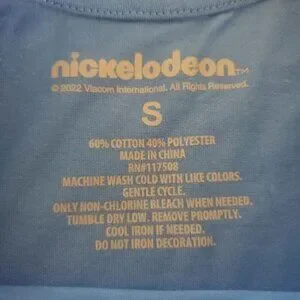 nickelodeon™
© 2022 Viacom International. All Rights Reserved.
S
60% COTTON 40% POLYESTER
MADE IN CHINA
RN#117508
MACHINE WASH COLD WITH LIKE COLORS.
GENTLE CYCLE.
ONLY NON-CHLORINE BLEACH WHEN NEEDED.
TUMBLE DRY LOW. REMOVE PROMPTLY.
COOL IRON IF NEEDED.
DO NOT IRON DECORATION.